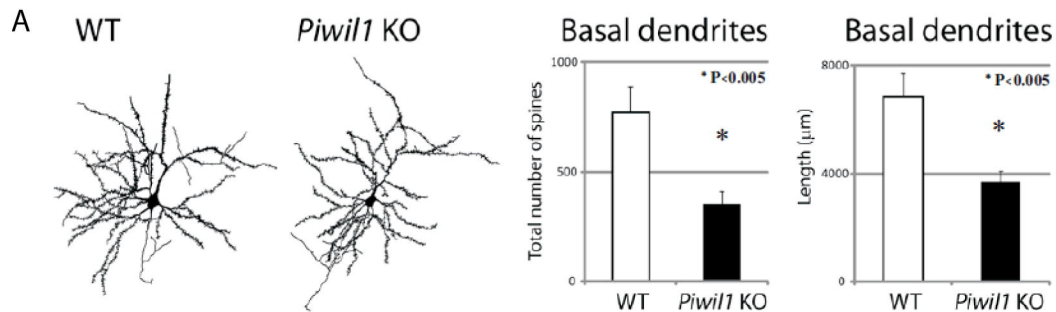 A
WT
Piwil1 KO
Basal dendrites
Total number of spines
1000
500
0
* P<0.005
*
WT
Piwil1 KO
Basal dendrites
Length (μm)
8000
4000
0
* P<0.005
*
WT
Piwil1 KO